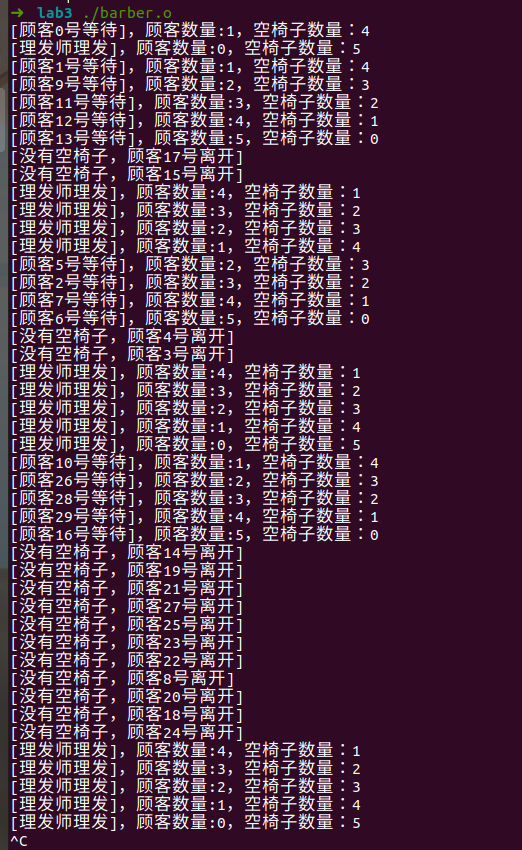 ➜ lab3 ./barber.o
[顾客0号等待], 顾客数量:1, 空椅子数量：4
[理发师理发], 顾客数量:0, 空椅子数量：5
[顾客1号等待], 顾客数量:1, 空椅子数量：4
[顾客9号等待], 顾客数量:2, 空椅子数量：3
[顾客11号等待], 顾客数量:3, 空椅子数量：2
[顾客12号等待], 顾客数量:4, 空椅子数量：1
[顾客13号等待], 顾客数量:5, 空椅子数量：0
[没有空椅子, 顾客17号离开]
[没有空椅子, 顾客15号离开]
[理发师理发], 顾客数量:4, 空椅子数量：1
[理发师理发], 顾客数量:3, 空椅子数量：2
[理发师理发], 顾客数量:2, 空椅子数量：3
[理发师理发], 顾客数量:1, 空椅子数量：4
[顾客5号等待], 顾客数量:2, 空椅子数量：3
[顾客2号等待], 顾客数量:3, 空椅子数量：2
[顾客7号等待], 顾客数量:4, 空椅子数量：1
[顾客6号等待], 顾客数量:5, 空椅子数量：0
[没有空椅子, 顾客4号离开]
[没有空椅子, 顾客3号离开]
[理发师理发], 顾客数量:4, 空椅子数量：1
[理发师理发], 顾客数量:3, 空椅子数量：2
[理发师理发], 顾客数量:2, 空椅子数量：3
[理发师理发], 顾客数量:1, 空椅子数量：4
[理发师理发], 顾客数量:0, 空椅子数量：5
[顾客10号等待], 顾客数量:1, 空椅子数量：4
[顾客26号等待], 顾客数量:2, 空椅子数量：3
[顾客28号等待], 顾客数量:3, 空椅子数量：2
[顾客29号等待], 顾客数量:4, 空椅子数量：1
[顾客16号等待], 顾客数量:5, 空椅子数量：0
[没有空椅子, 顾客14号离开]
[没有空椅子, 顾客19号离开]
[没有空椅子, 顾客21号离开]
[没有空椅子, 顾客27号离开]
[没有空椅子, 顾客25号离开]
[没有空椅子, 顾客23号离开]
[没有空椅子, 顾客22号离开]
[没有空椅子, 顾客8号离开]
[没有空椅子, 顾客20号离开]
[没有空椅子, 顾客18号离开]
[没有空椅子, 顾客24号离开]
[理发师理发], 顾客数量:4, 空椅子数量：1
[理发师理发], 顾客数量:3, 空椅子数量：2
[理发师理发], 顾客数量:2, 空椅子数量：3
[理发师理发], 顾客数量:1, 空椅子数量：4
[理发师理发], 顾客数量:0, 空椅子数量：5
^C